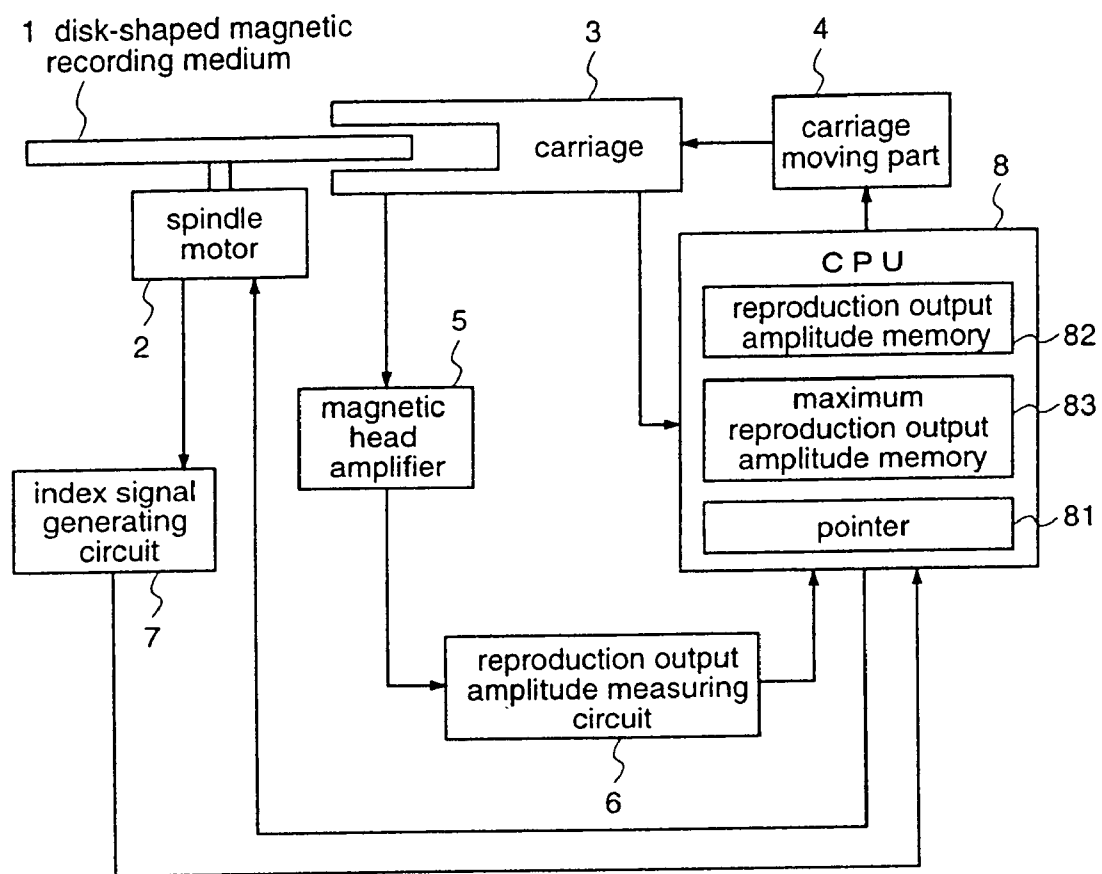 1 disk-shaped magnetic
recording medium
3
4
carriage
carriage
moving part
8
spindle
motor
2
CPU
reproduction output
amplitude memory
82
5
magnetic
head
amplifier
maximum
reproduction output
amplitude memory
83
index signal
generating
circuit
7
pointer
81
reproduction output
amplitude measuring
circuit
6